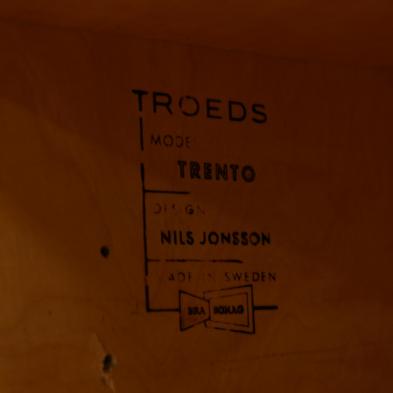 TROEDS
MODEL
TRENTO
DESIGN
NILS JONSSON
MADE IN SWEDEN
BRA BOHAG